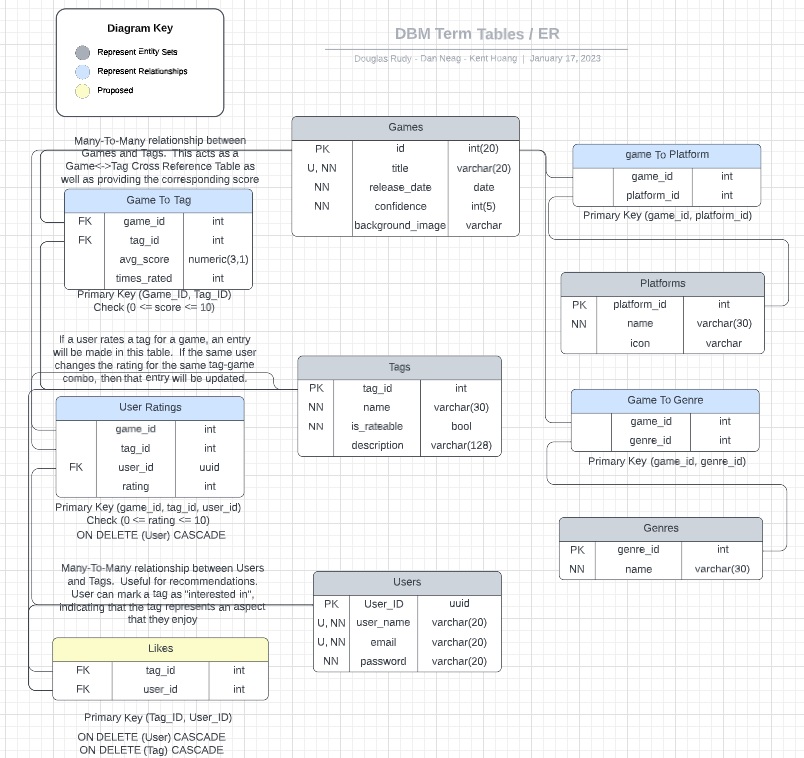 Diagram Key
Represent Entity Sets
Represent Relationships
Proposed
DBM Term Tables / ER
Douglas Rudy - Dan Neag - Kent Hoang | January 17, 2023
Many-To-Many relationship between
Games and Tags. This acts as a
Game<->Tag Cross Reference Table as
well as providing the corresponding score
Game To Tag
FK game_id int
FK tag_id int
avg_score numeric(3,1)
times_rated int
Primary Key (Game_ID, Tag_ID)
Check (0 <= score <= 10)
If a user rates a tag for a game, an entry
will be made in this table. If the same user
changes the rating for the same tag-game
combo, then that entry will be updated.
User Ratings
game_id int
tag_id int
FK user_id uuid
rating int
Primary Key (game_id, tag_id, user_id)
Check (0 <= rating <= 10)
ON DELETE (User) CASCADE
Many-To-Many relationship between Users
and Tags. Useful for recommendations.
User can mark a tag as "interested in",
indicating that the tag represents an aspect
that they enjoy
Likes
FK tag_id int
FK user_id int
Primary Key (Tag_ID, User_ID)
ON DELETE (User) CASCADE
ON DELETE (Tag) CASCADE
Games
PK id int(20)
U, NN title varchar(20)
NN release_date date
NN confidence int(5)
background_image varchar
Tags
PK tag_id int
NN name varchar(30)
NN is_rateable bool
description varchar(128)
Users
PK User_ID uuid
U, NN user_name varchar(20)
U, NN email varchar(20)
NN password varchar(20)
game To Platform
game_id int
platform_id int
Primary Key (game_id, platform_id)
Platforms
PK platform_id int
NN name varchar(30)
icon varchar
Game To Genre
game_id int
genre_id int
Primary Key (game_id, genre_id)
Genres
PK genre_id int
NN name varchar(30)